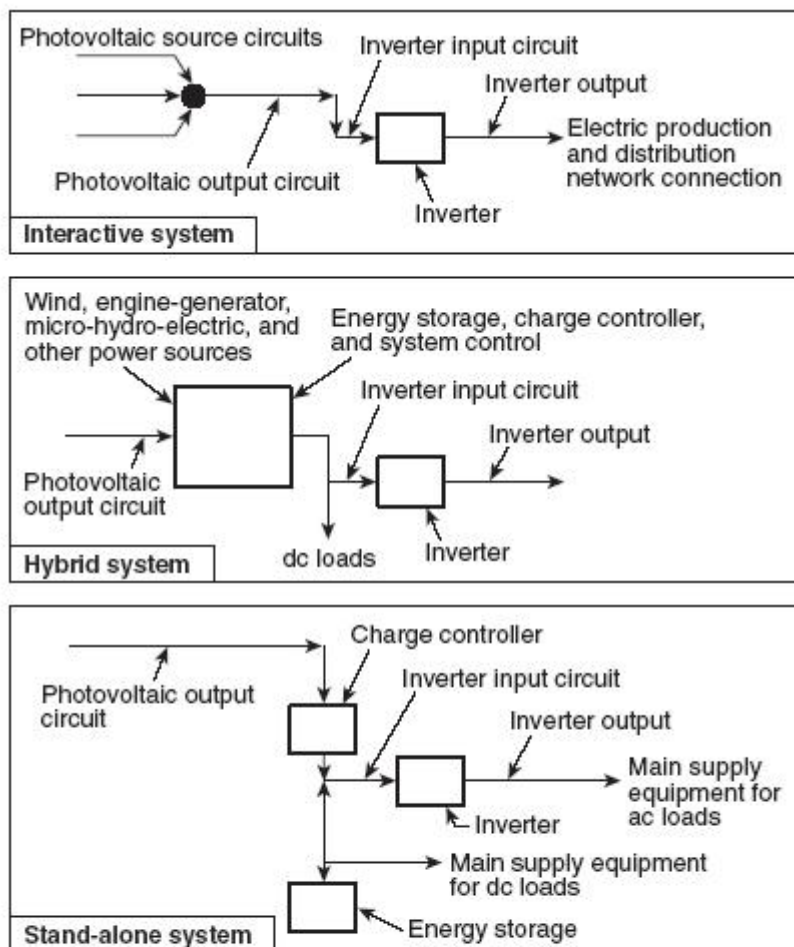 Photovoltaic source circuits
Inverter input circuit
Inverter output
Electric production
and distribution
network connection
Photovoltaic output circuit
Inverter
Interactive system
Wind, engine-generator,
micro-hydro-electric, and
other power sources
Energy storage, charge controller,
and system control
Inverter input circuit
Inverter output
Photovoltaic
output circuit
dc loads
Inverter
Hybrid system
Charge controller
Photovoltaic output
circuit
Inverter input circuit
Inverter output
Main supply
equipment for
ac loads
Inverter
Main supply equipment
for dc loads
Energy storage
Stand-alone system